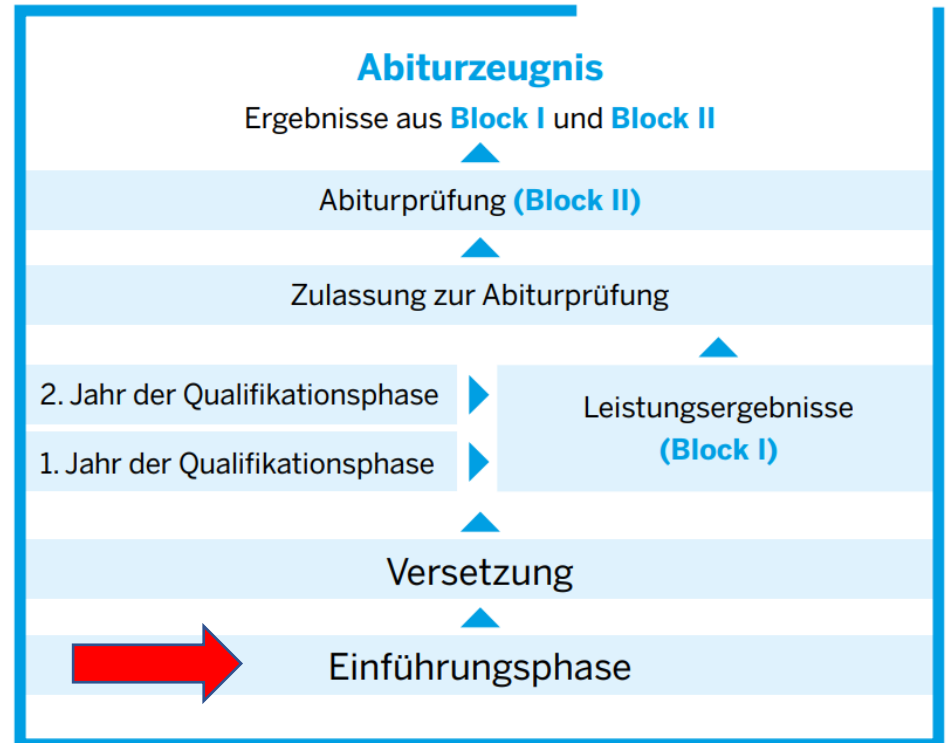 Abiturzeugnis
Ergebnisse aus Block I und Block II
Abiturprüfung (Block II)
Zulassung zur Abiturprüfung
2. Jahr der Qualifikationsphase
1. Jahr der Qualifikationsphase
Leistungsergebnisse
(Block I)
Versetzung
Einführungsphase